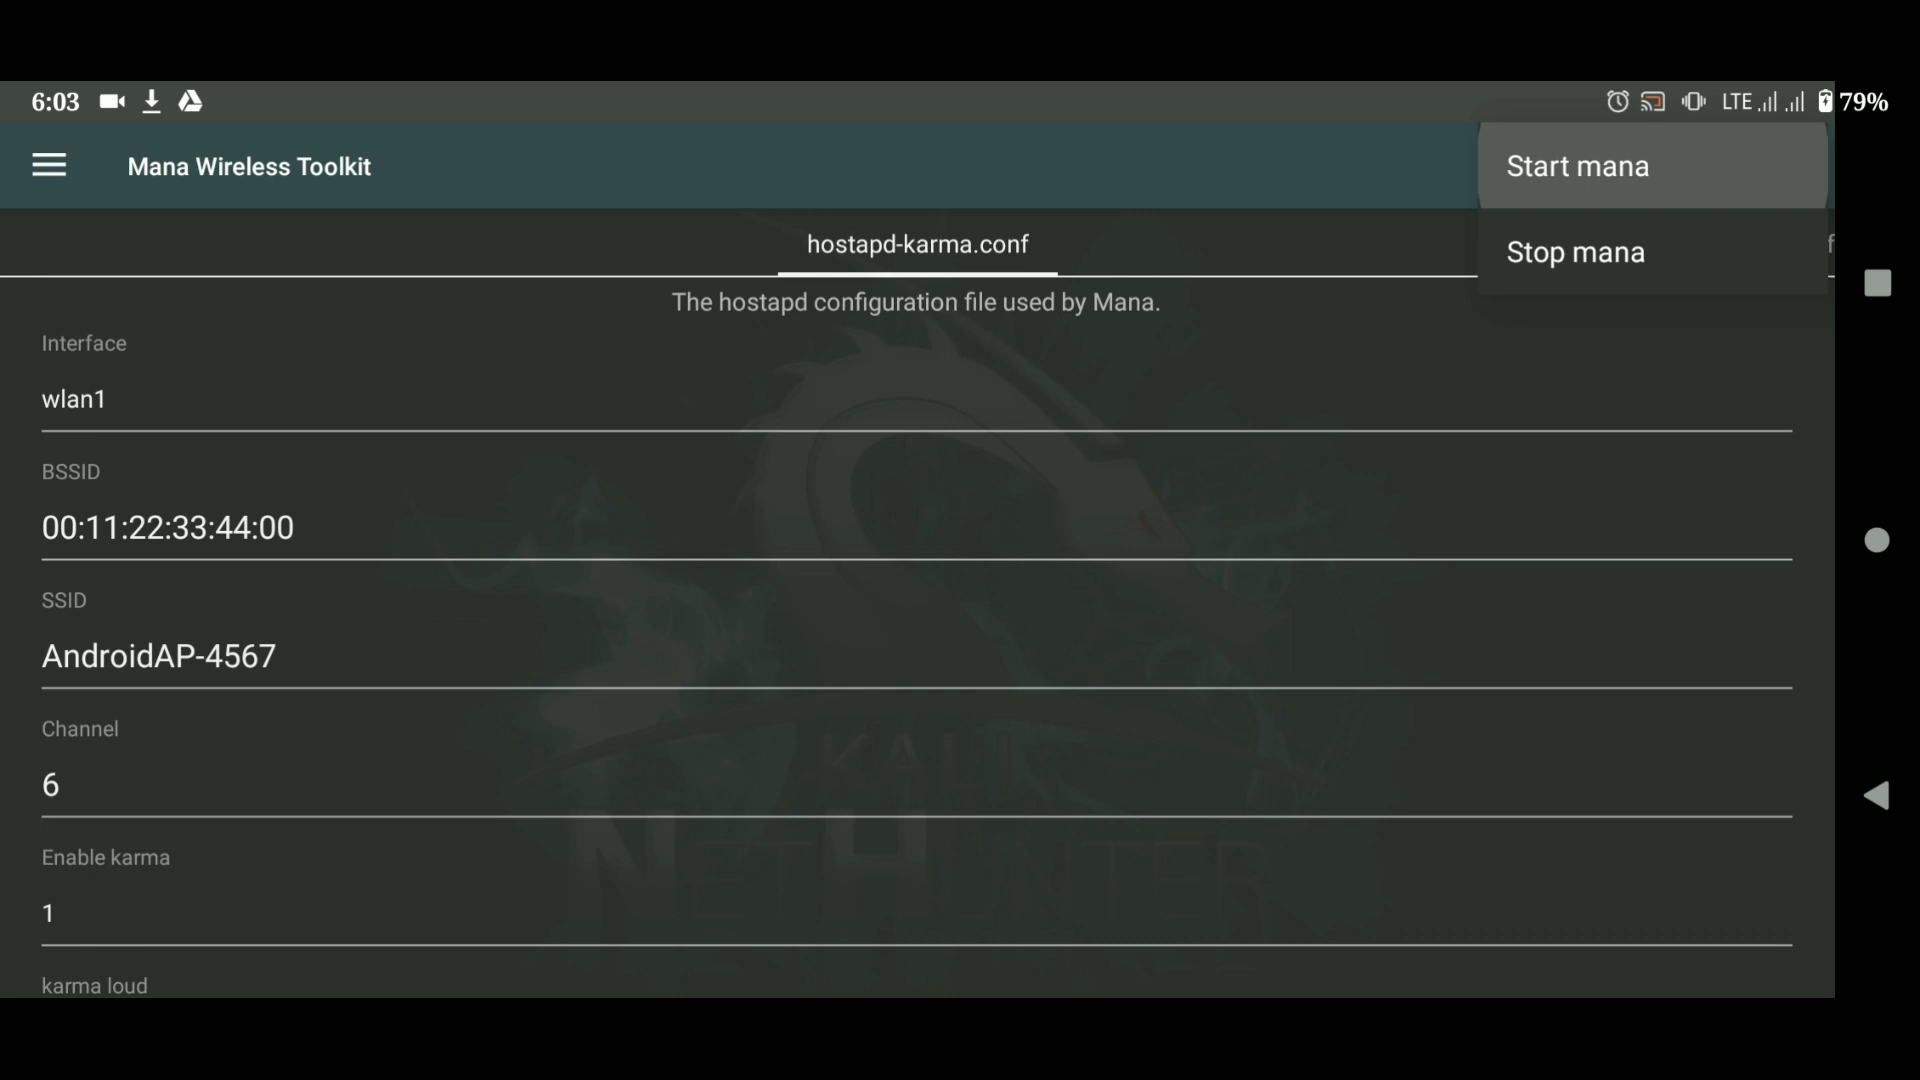 6:03 LTE 79%
Mana Wireless Toolkit
Start mana
hostapd-karma.conf
Stop mana
The hostapd configuration file used by Mana.
Interface
wlan1
BSSID
00:11:22:33:44:00
SSID
AndroidAP-4567
Channel
6
KALI
NETHUNTER
Enable karma
1
karma loud